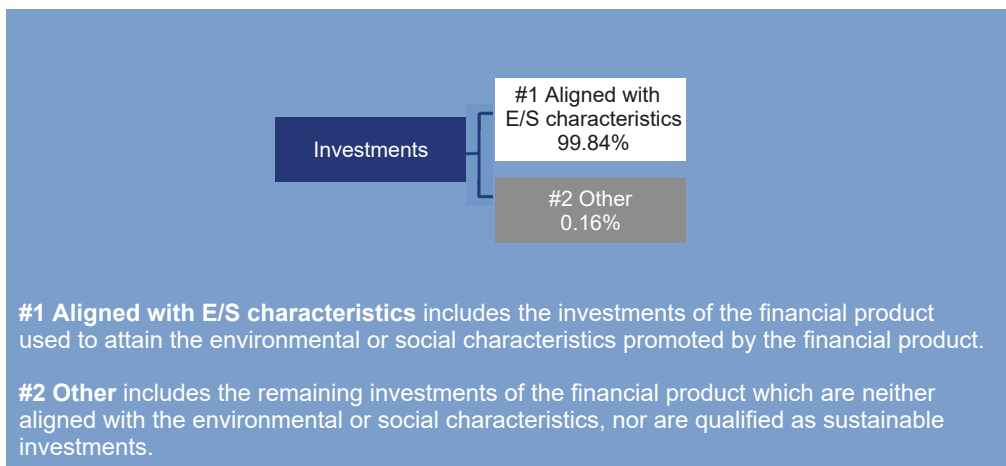 #1 Aligned with
E/S characteristics
99.84%
Investments
#2 Other
0.16%
#1 Aligned with E/S characteristics includes the investments of the financial product
used to attain the environmental or social characteristics promoted by the financial product.
#2 Other includes the remaining investments of the financial product which are neither
aligned with the environmental or social characteristics, nor are qualified as sustainable
investments.